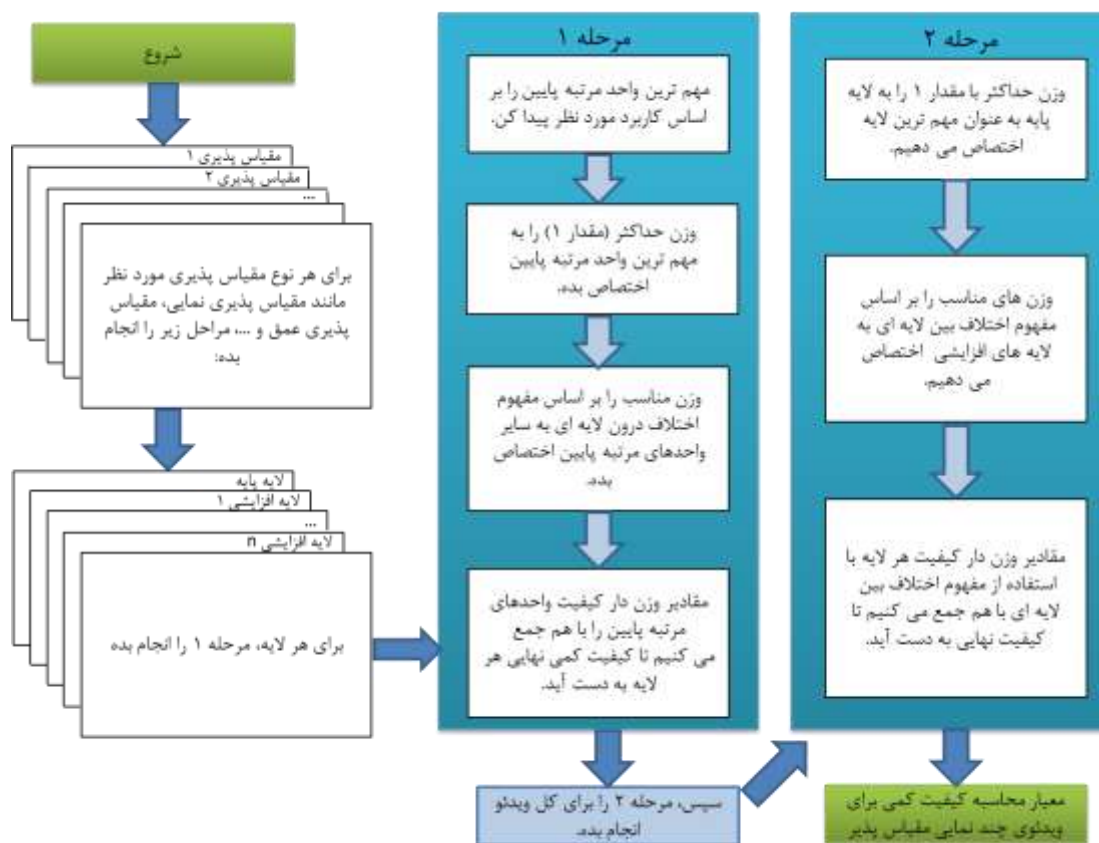 شروع
مقیاس پذیری ۱
مقیاس پذیری ۲
...
برای هر نوع مقیاس پذیری مورد نظر
مانند مقیاس پذیری نمایی، مقیاس
پذیری عمق و ...، مراحل زیر را انجام
بده:
لایه پایه
لایه افزایشی ۱
...
لایه افزایشی n
برای هر لایه، مرحله ۱ را انجام بده
مرحله ۱
مهم ترین واحد مرتبه پایین را بر
اساس کاربرد مورد نظر پیدا کن.
وزن حداکثر (مقدار ۱) را به
مهم ترین واحد مرتبه پایین
اختصاص بده.
وزن مناسب را بر اساس مفهوم
اختلاف درون لایه ای به سایر
واحدهای مرتبه پایین اختصاص
بده.
مقادیر وزن دار کیفیت واحدهای
مرتبه پایین را با هم جمع
می کنیم تا کیفیت کمی نهایی هر
لایه به دست آید.
سپس، مرحله ۲ را برای کل ویدئو
انجام بده.
مرحله ۲
وزن حداکثر با مقدار ۱ را به لایه
پایه به عنوان مهم ترین لایه
اختصاص می دهیم.
وزن های مناسب را بر اساس
مفهوم اختلاف بین لایه ای به
لایه های افزایشی اختصاص
می دهیم.
مقادیر وزن دار کیفیت هر لایه با
استفاده از مفهوم اختلاف بین
لایه ای با هم جمع می کنیم تا
کیفیت نهایی به دست آید.
معیار محاسبه کیفیت کمی برای
ویدئوی چند نمایی مقیاس پذیر